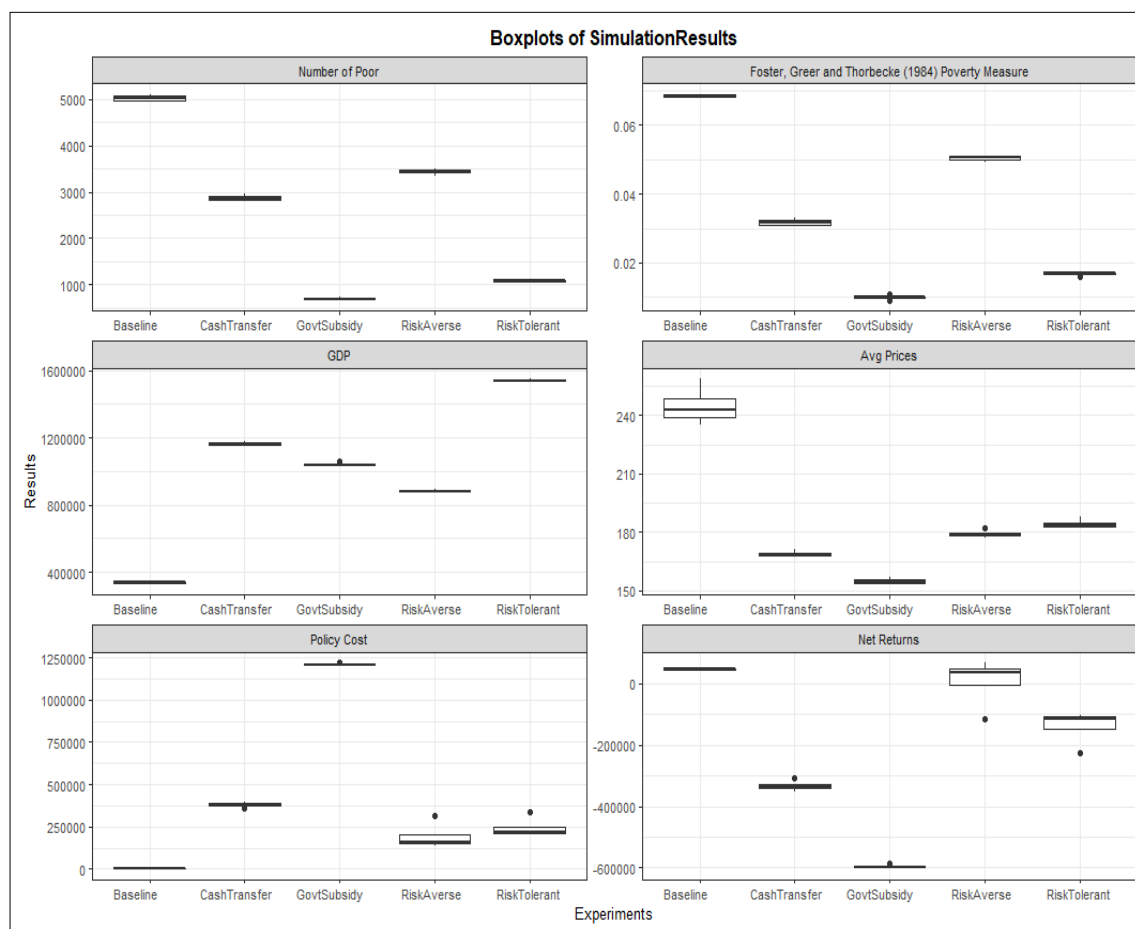 Boxplots of SimulationResults
Number of Poor
5000
4000
3000
2000
1000
Baseline CashTransfer GovtSubsidy RiskAverse RiskTolerant
Foster, Greer and Thorbecke (1984) Poverty Measure
0.06
0.04
0.02
Baseline CashTransfer GovtSubsidy RiskAverse RiskTolerant
GDP
1600000
1200000
800000
400000
Baseline CashTransfer GovtSubsidy RiskAverse RiskTolerant
Avg Prices
240
210
180
150
Baseline CashTransfer GovtSubsidy RiskAverse RiskTolerant
Policy Cost
1250000
1000000
750000
500000
250000
0
Baseline CashTransfer GovtSubsidy RiskAverse RiskTolerant
Net Returns
0
-200000
-400000
-600000
Baseline CashTransfer GovtSubsidy RiskAverse RiskTolerant
Results
Experiments